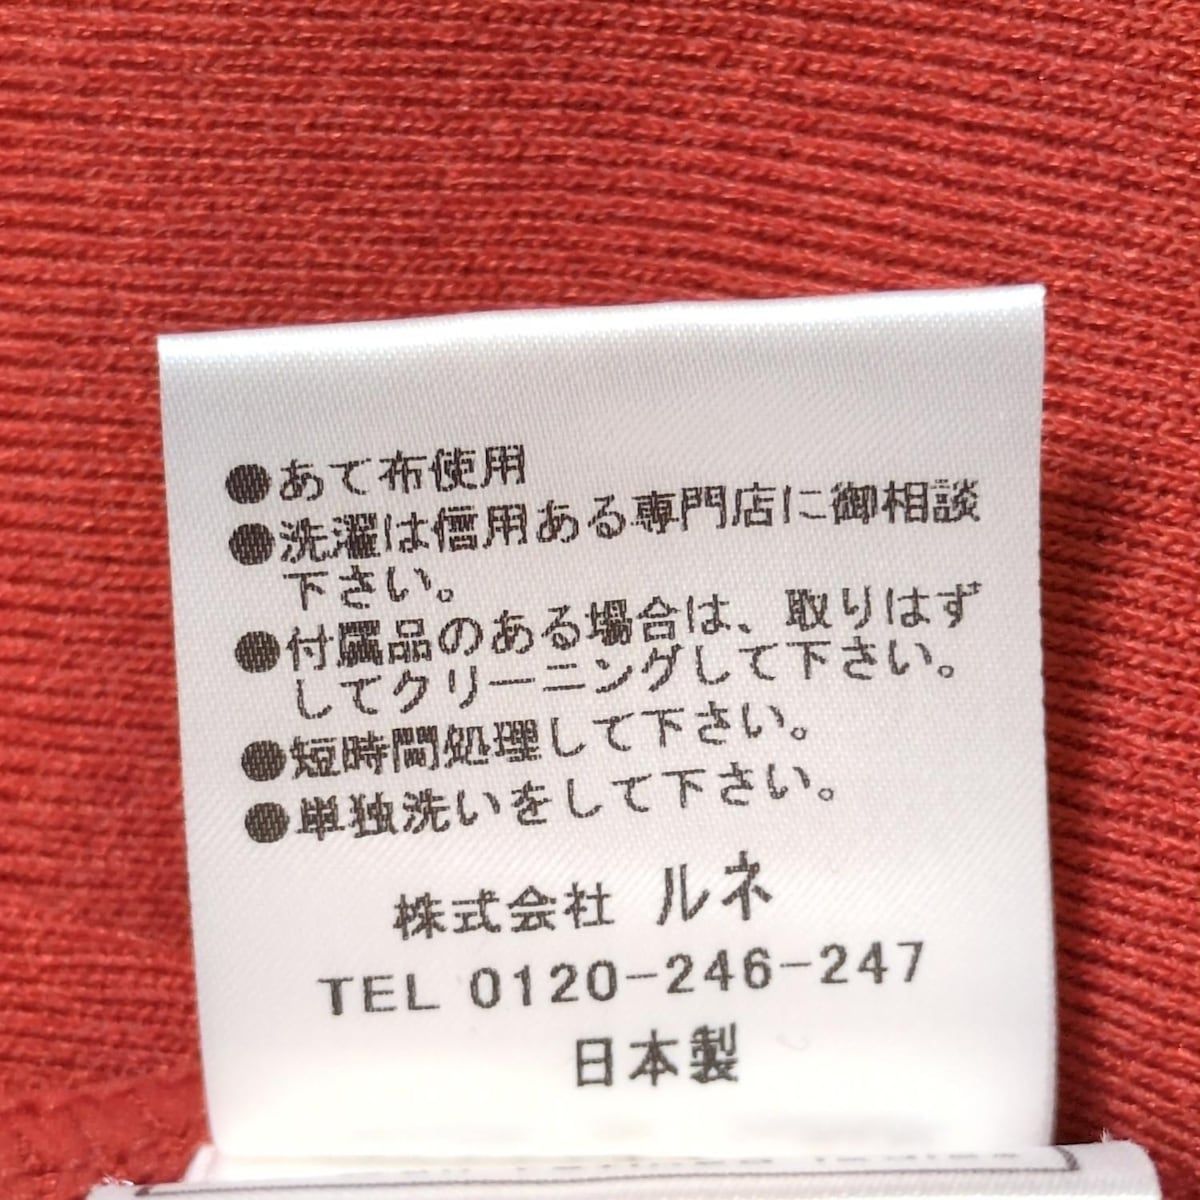 ●あて布使用
●洗濯は信用ある専門店に御相談
下さい。
●付属品のある場合は、取りはず
してクリーニングして下さい。
●短時間処理して下さい。
●単独洗いをして下さい。
株式会社 ルネ
TEL 0120-246-247
日本製